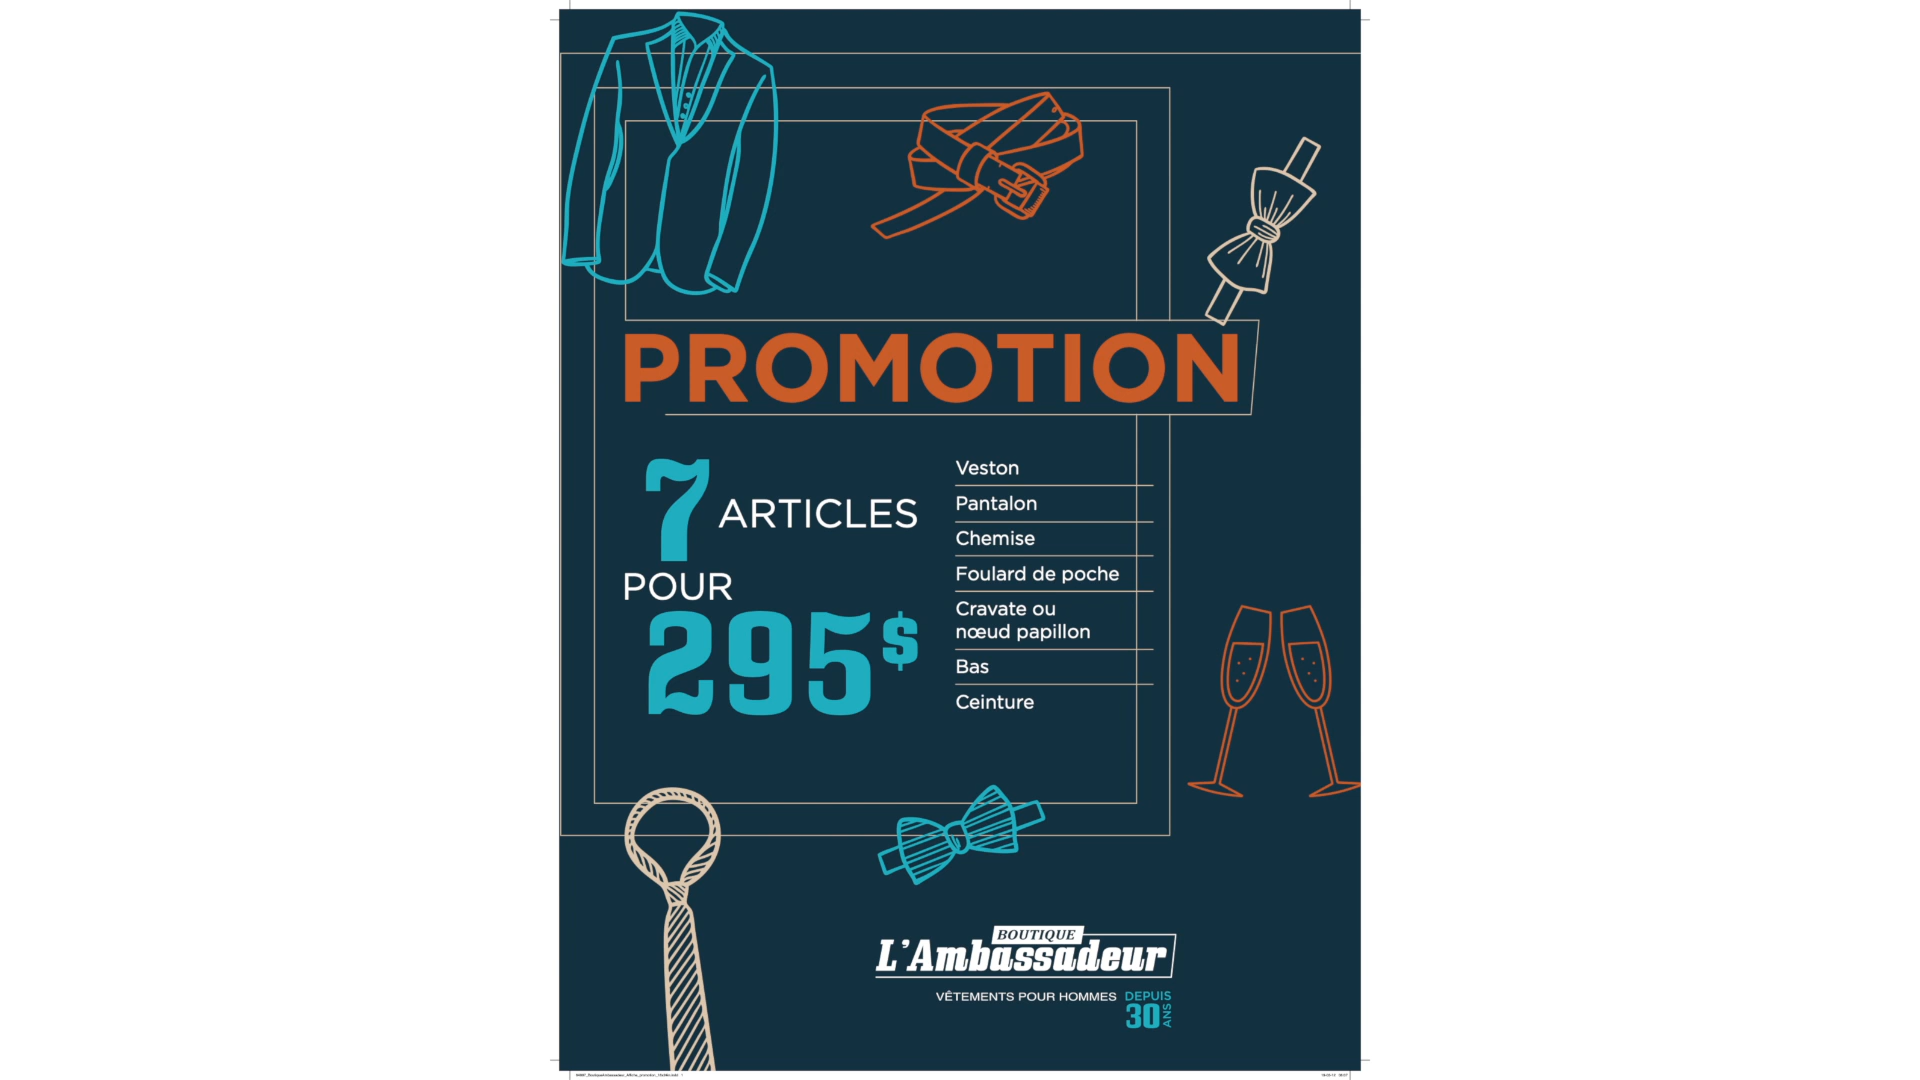 PROMOTION
7 ARTICLES
POUR
295$
Veston
Pantalon
Chemise
Foulard de poche
Cravate ou
nœud papillon
Bas
Ceinture
BOUTIQUE
L'Ambassadeur
VÊTEMENTS POUR HOMMES DEPUIS
30 ANS